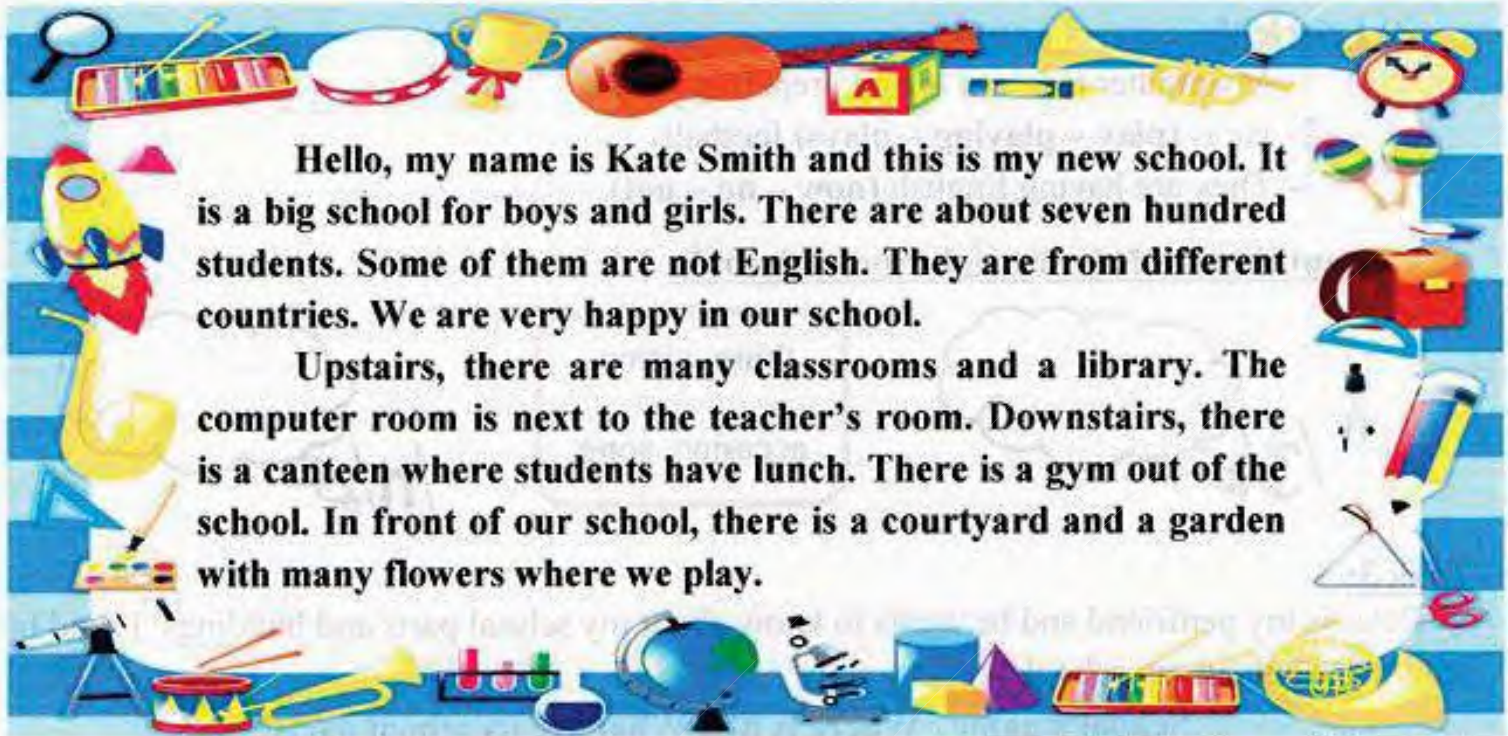 Hello, my name is Kate Smith and this is my new school. It
is a big school for boys and girls. There are about seven hundred
students. Some of them are not English. They are from different
countries. We are very happy in our school.
Upstairs, there are many classrooms and a library. The
computer room is next to the teacher's room. Downstairs, there
is a canteen where students have lunch. There is a gym out of the
school. In front of our school, there is a courtyard and a garden
with many flowers where we play.
A